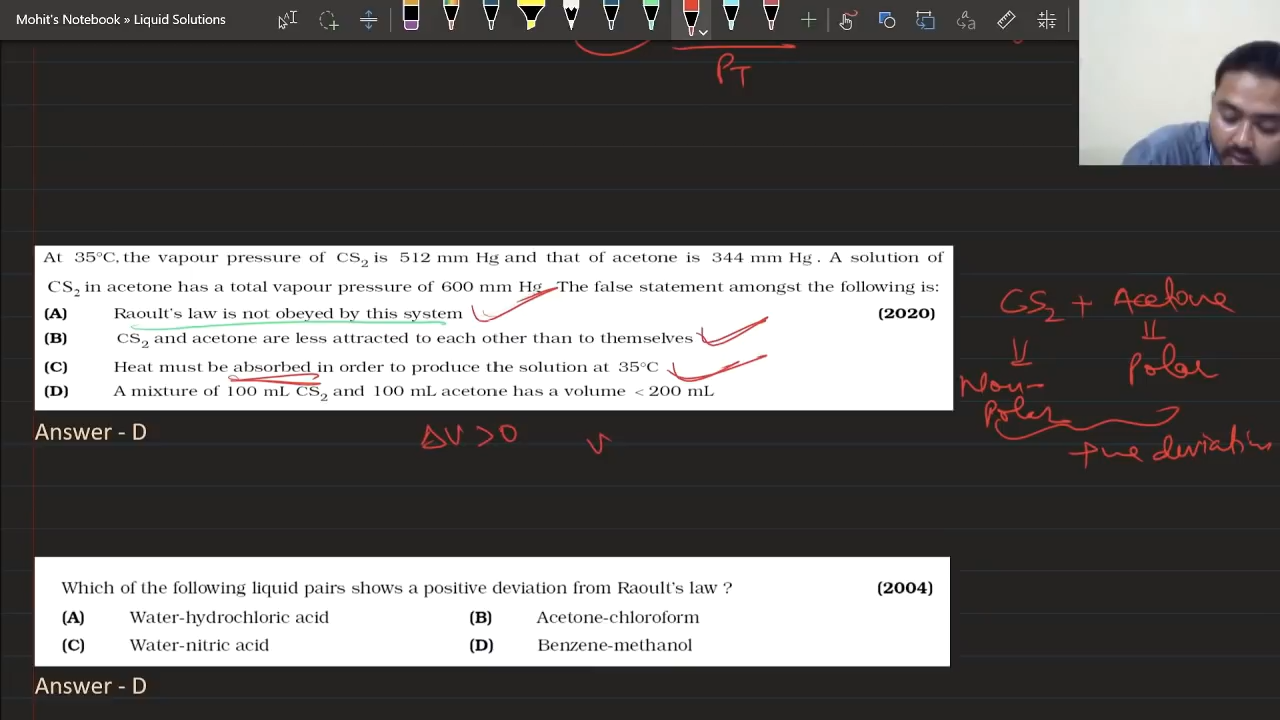 Mohit's Notebook » Liquid Solutions
P_T
At 35°C, the vapour pressure of CS₂ is 512 mm Hg and that of acetone is 344 mm Hg . A solution of
CS₂ in acetone has a total vapour pressure of 600 mm Hg. The false statement amongst the following is:
(A) Raoult's law is not obeyed by this system (2020)
(B) CS₂ and acetone are less attracted to each other than to themselves
(C) Heat must be absorbed in order to produce the solution at 35°C
(D) A mixture of 100 mL CS₂ and 100 mL acetone has a volume < 200 mL
Answer - D
ΔV > 0 V
CS₂ + Acetone
Non-Polar
Polar
+ve deviation
Which of the following liquid pairs shows a positive deviation from Raoult's law ? (2004)
(A) Water-hydrochloric acid (B) Acetone-chloroform
(C) Water-nitric acid (D) Benzene-methanol
Answer - D